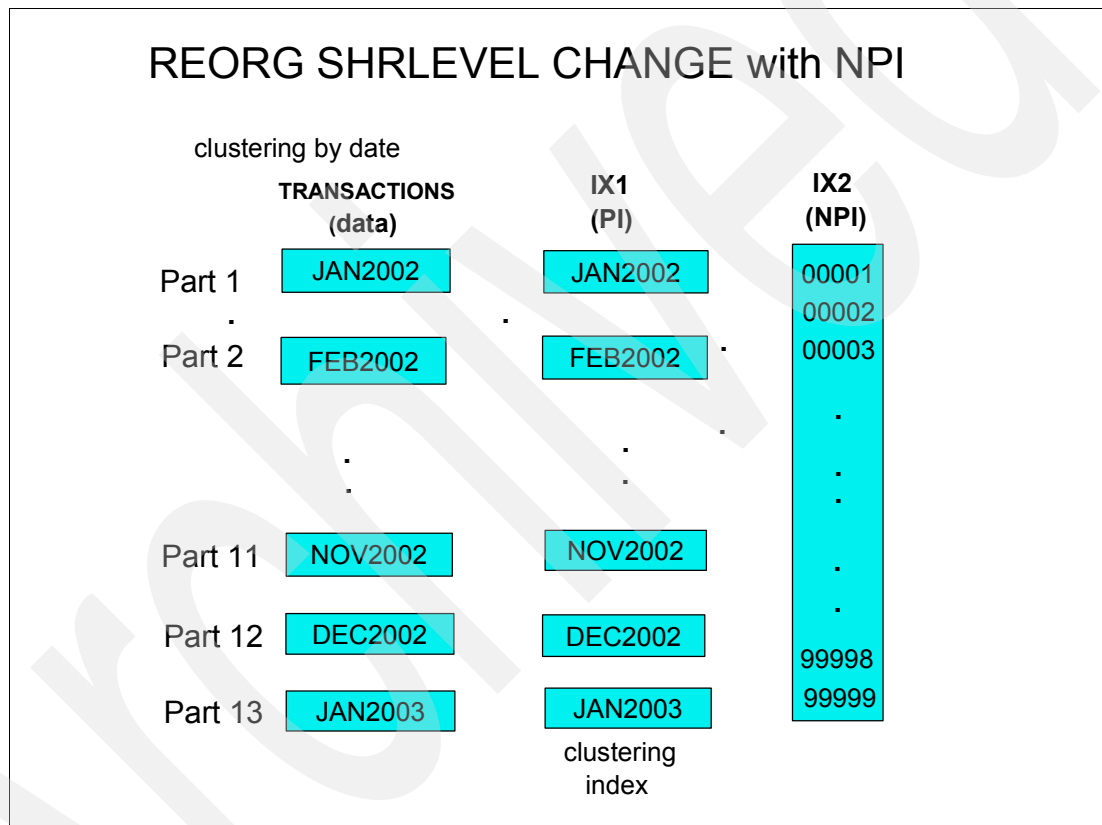 REORG SHRLEVEL CHANGE with NPI
clustering by date
TRANSACTIONS
(data)
IX1
(PI)
IX2
(NPI)
Part 1 JAN2002 JAN2002 00001
00002
Part 2 FEB2002 FEB2002 00003
Part 11 NOV2002 NOV2002
Part 12 DEC2002 DEC2002
99998
Part 13 JAN2003 JAN2003 99999
clustering
index